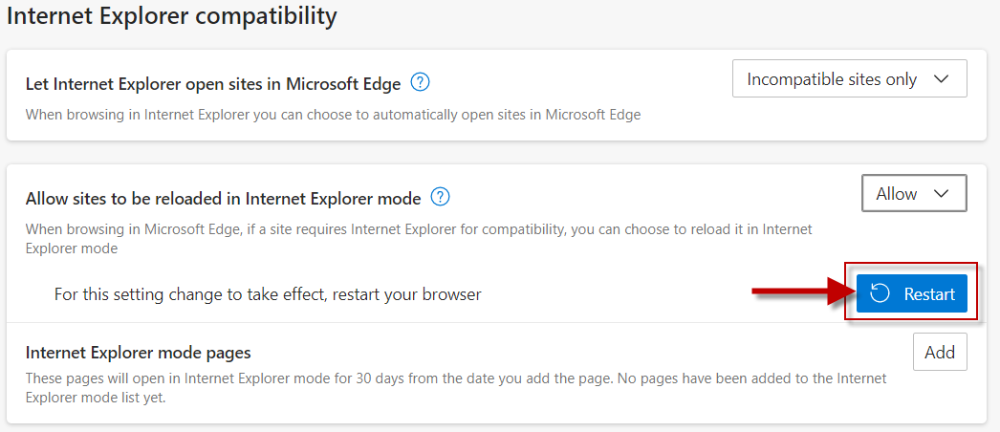 Internet Explorer compatibility
Let Internet Explorer open sites in Microsoft Edge ?
Incompatible sites only
When browsing in Internet Explorer you can choose to automatically open sites in Microsoft Edge
Allow sites to be reloaded in Internet Explorer mode ?
Allow
When browsing in Microsoft Edge, if a site requires Internet Explorer for compatibility, you can choose to reload it in Internet
Explorer mode
For this setting change to take effect, restart your browser
Restart
Internet Explorer mode pages
Add
These pages will open in Internet Explorer mode for 30 days from the date you add the page. No pages have been added to the Internet
Explorer mode list yet.